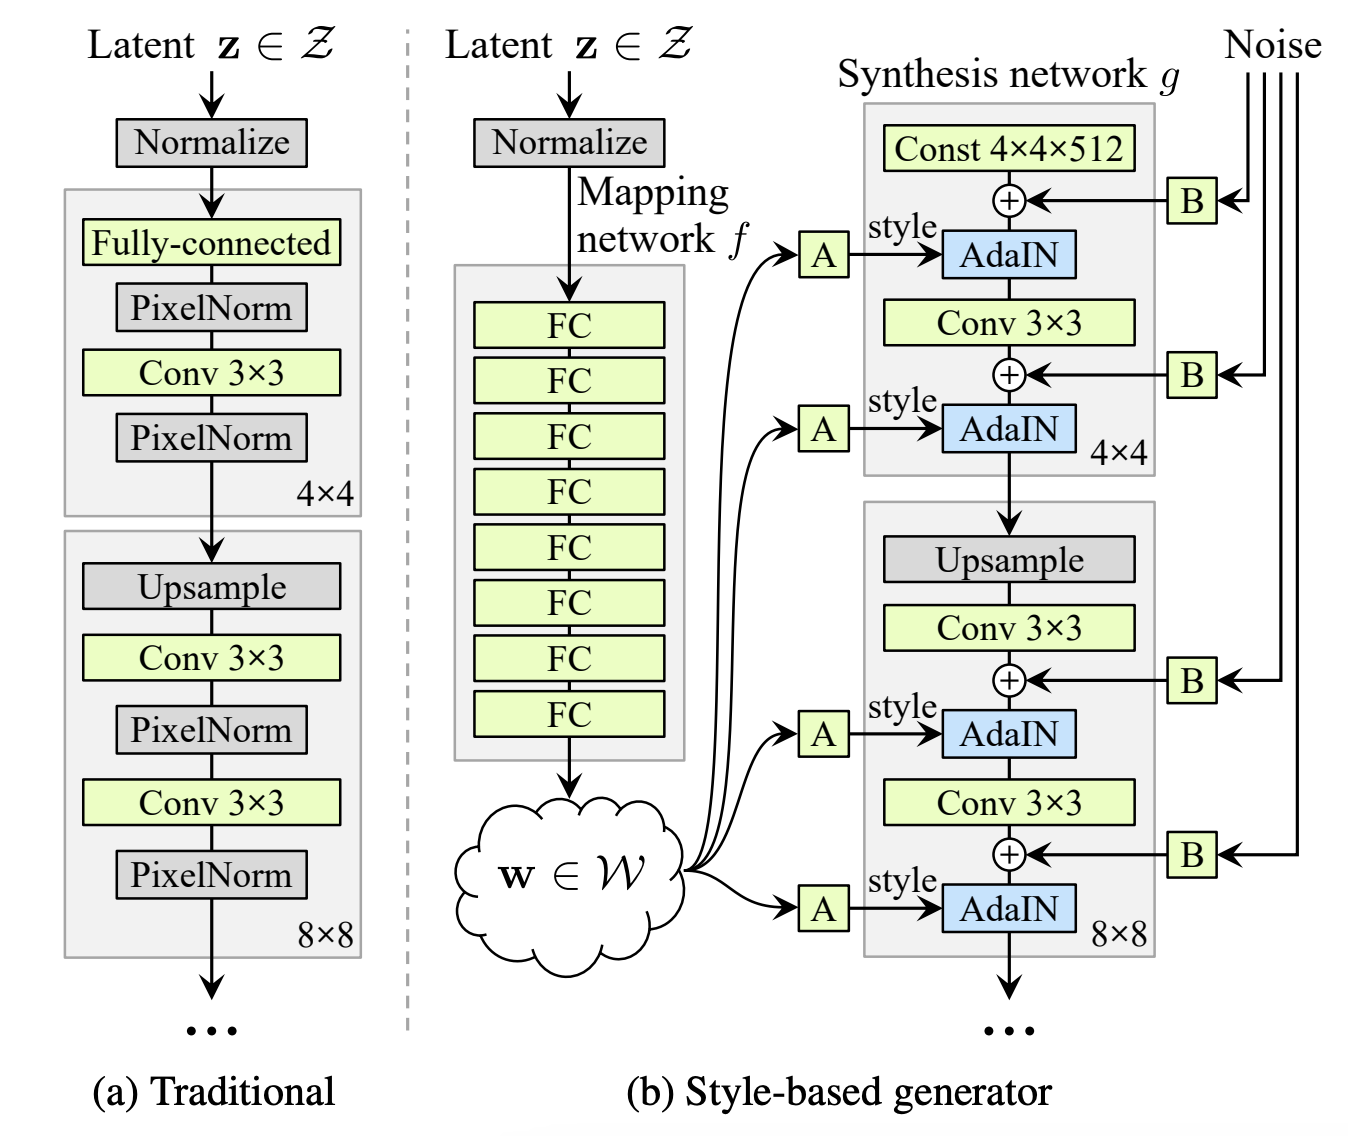 Latent z ∈ 𝒵
Normalize
Fully-connected
PixelNorm
Conv 3×3
PixelNorm
4×4
Upsample
Conv 3×3
PixelNorm
Conv 3×3
PixelNorm
8×8
...
(a) Traditional
Latent z ∈ 𝒵
Normalize
Mapping
network f
FC
FC
FC
FC
FC
FC
FC
FC
w ∈ 𝒲
A
style
A
style
A
style
A
style
Synthesis network g
Const 4×4×512
+
AdaIN
Conv 3×3
+
AdaIN
4×4
Upsample
Conv 3×3
+
AdaIN
Conv 3×3
+
AdaIN
8×8
...
Noise
B
B
B
B
(b) Style-based generator